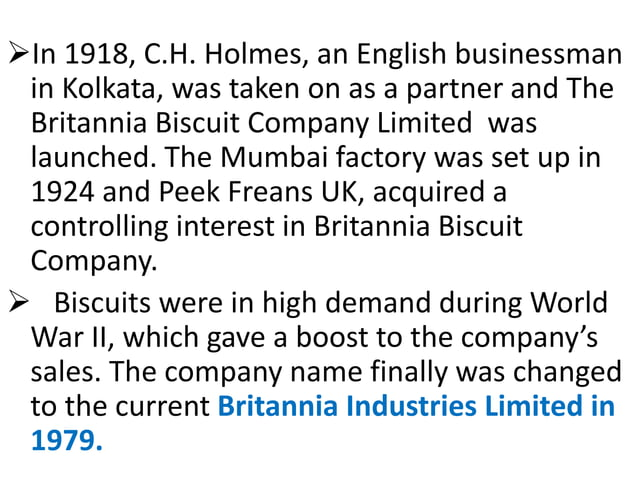 ➢In 1918, C.H. Holmes, an English businessman
in Kolkata, was taken on as a partner and The
Britannia Biscuit Company Limited  was
launched. The Mumbai factory was set up in
1924 and Peek Freans UK, acquired a
controlling interest in Britannia Biscuit
Company.
➢  Biscuits were in high demand during World
War II, which gave a boost to the company’s
sales. The company name finally was changed
to the current Britannia Industries Limited in
1979.